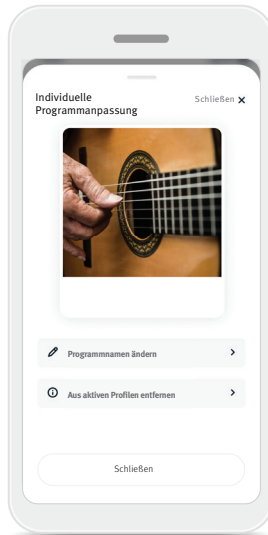 Individuelle
Programmanpassung
Schließen
Programmnamen ändern
Aus aktiven Profilen entfernen
Schließen